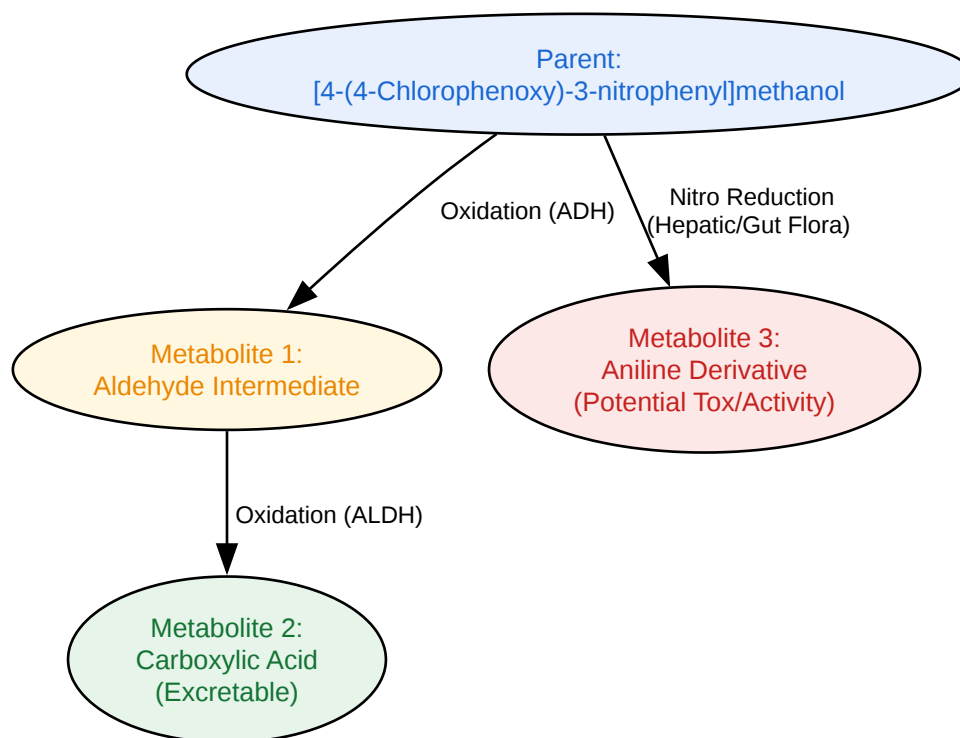 Parent:
[4-(4-Chlorophenoxy)-3-nitrophenyl]methanol
Oxidation (ADH)
Nitro Reduction
(Hepatic/Gut Flora)
Metabolite 1:
Aldehyde Intermediate
Metabolite 3:
Aniline Derivative
(Potential Tox/Activity)
Oxidation (ALDH)
Metabolite 2:
Carboxylic Acid
(Excretable)